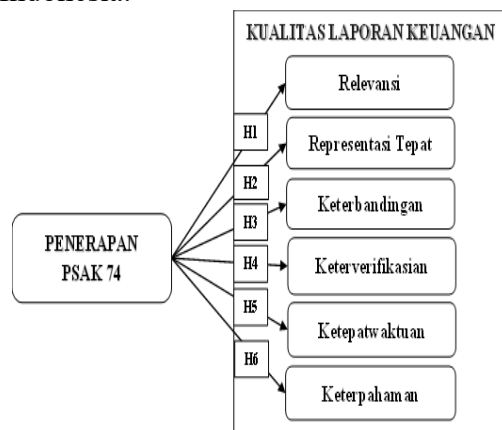 KUALITAS LAPORAN KEUANGAN
Relevansi
H1
Representasi Tepat
H2
Keterbandingan
H3
PENERAPAN
PSAK 74
H4
Keterverifikasian
H5
Ketepatwaktuan
H6
Keterpahaman